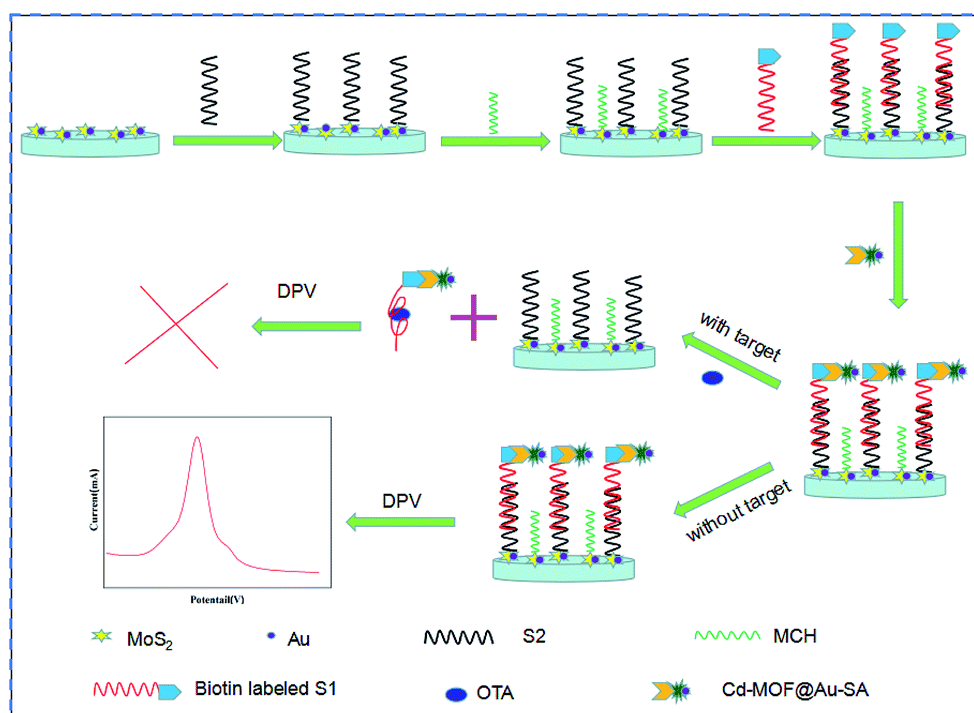 DPV
with target
without target
DPV
Current(mA)
Potentail(V)
MoS₂
Au
S2
MCH
Biotin labeled S1
OTA
Cd-MOF@Au-SA